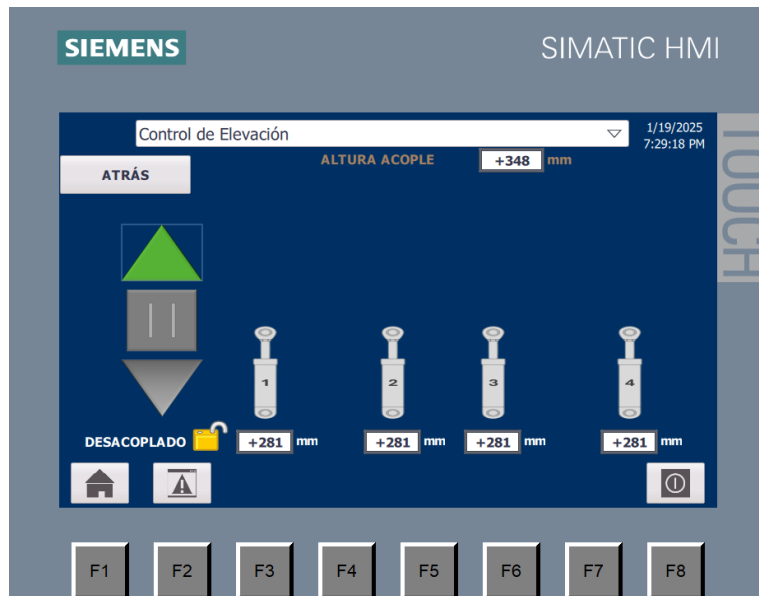 SIEMENS
SIMATIC HMI
TOUCH
Control de Elevación
1/19/2025
7:29:18 PM
ATRÁS
ALTURA ACOPLE +348 mm
1 2 3 4
DESACOPLADO +281 mm +281 mm +281 mm +281 mm
F1 F2 F3 F4 F5 F6 F7 F8